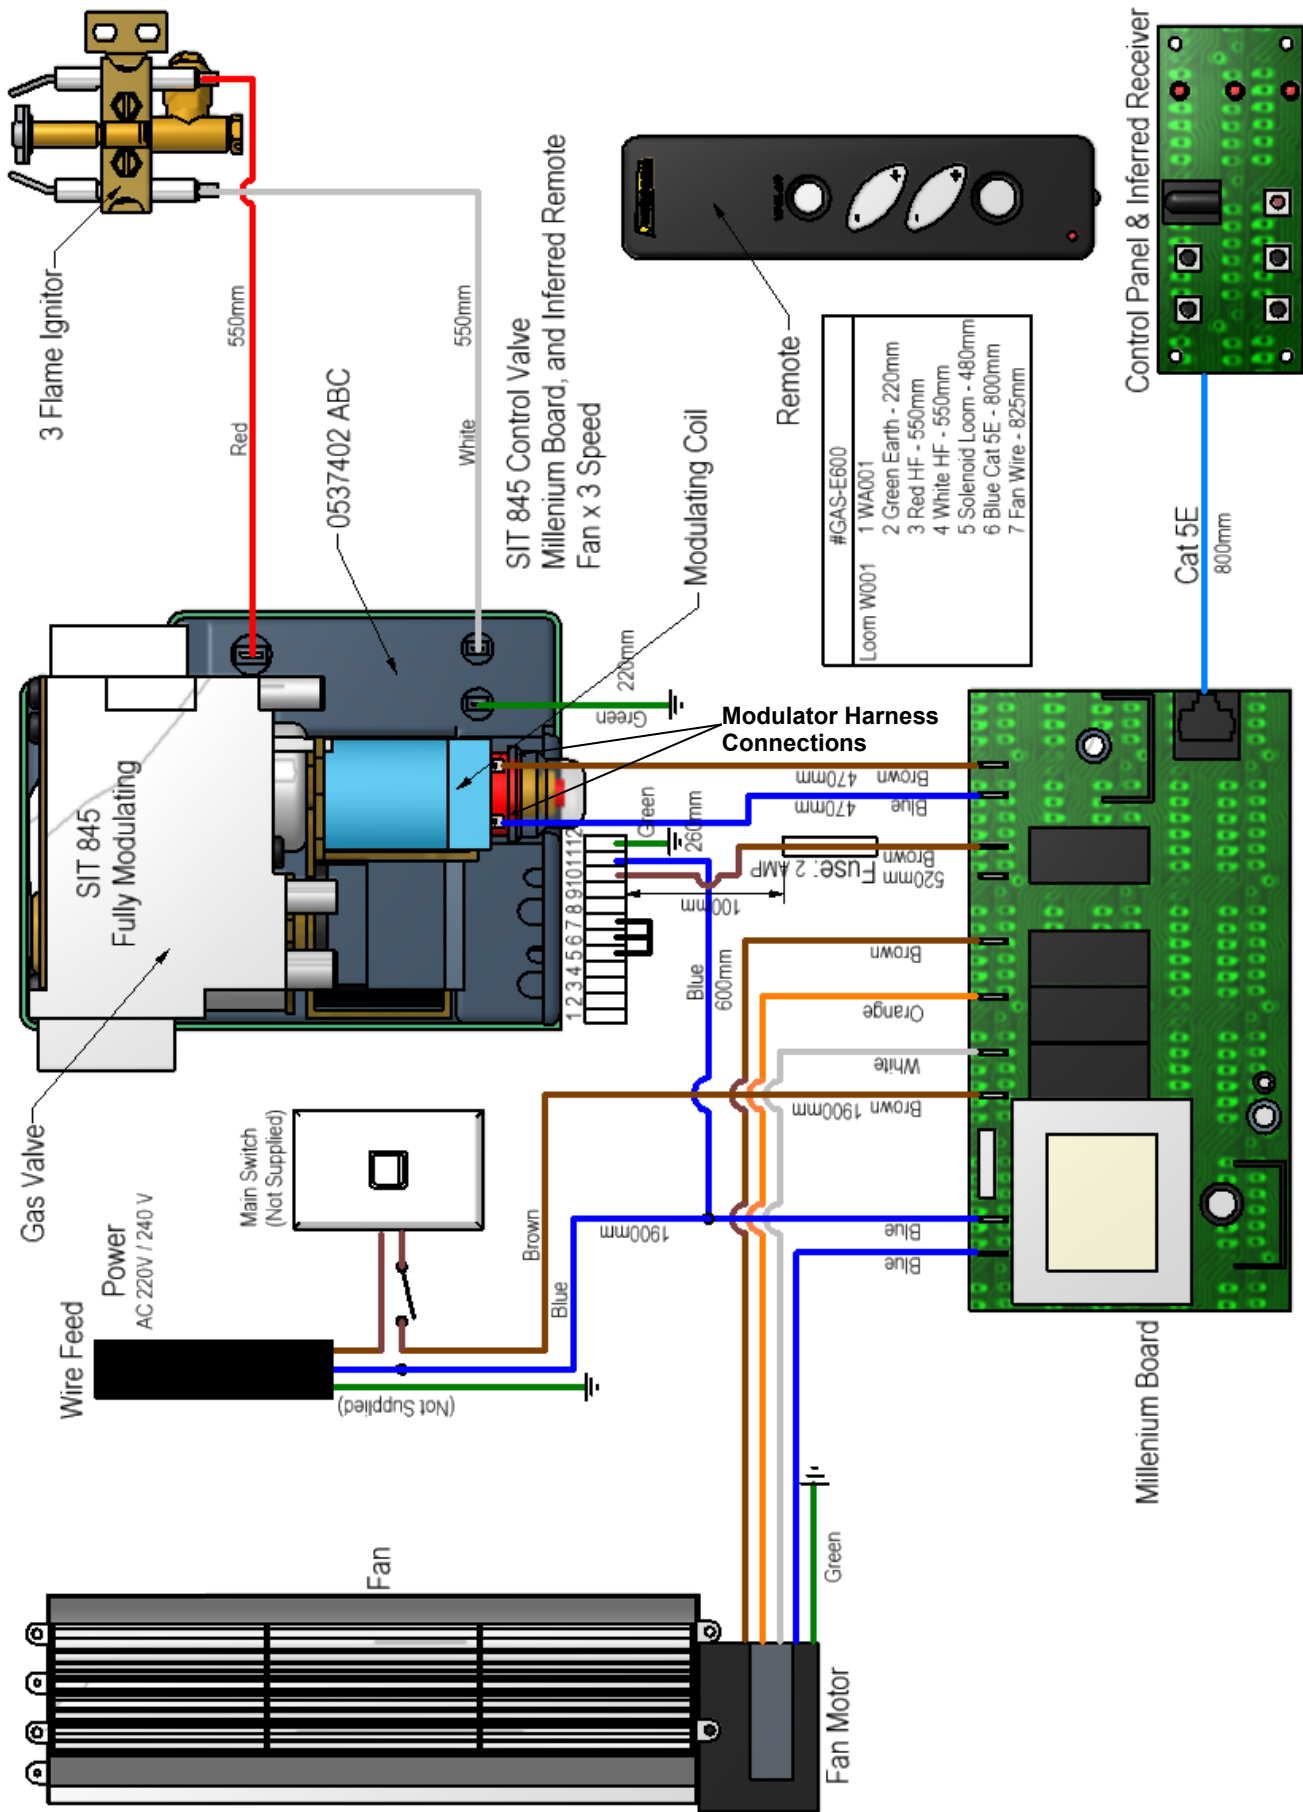 3 Flame Ignitor
Red
550mm
White
550mm
0537402 ABC
SIT 845 Control Valve
Millenium Board, and Inferred Remote
Fan x 3 Speed
Modulating Coil
SIT 845
Fully Modulating
Gas Valve
Green
220mm
Modulator Harness
Connections
Remote
#GAS-E600
Loom W001
1 WA001
2 Green Earth - 220mm
3 Red HF - 550mm
4 White HF - 550mm
5 Solenoid Loom - 480mm
6 Blue Cat 5E - 800mm
7 Fan Wire - 825mm
Control Panel & Inferred Receiver
Cat 5E
800mm
1 2 3 4 5 6 7 8 9 10 11 12
Green
260mm
Brown
470mm
Blue
470mm
Fuse: 2 AMP
Brown
520mm
100mm
Blue
600mm
Brown
Orange
White
Brown 1900mm
Blue
Blue
1900mm
Wire Feed
Power
AC 220V / 240 V
(Not Supplied)
Main Switch
(Not Supplied)
Brown
Blue
Millenium Board
Fan
Fan Motor
Green